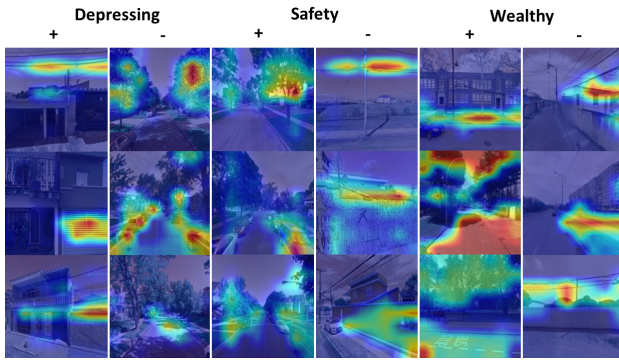 Depressing Safety Wealthy
+ - + - + -